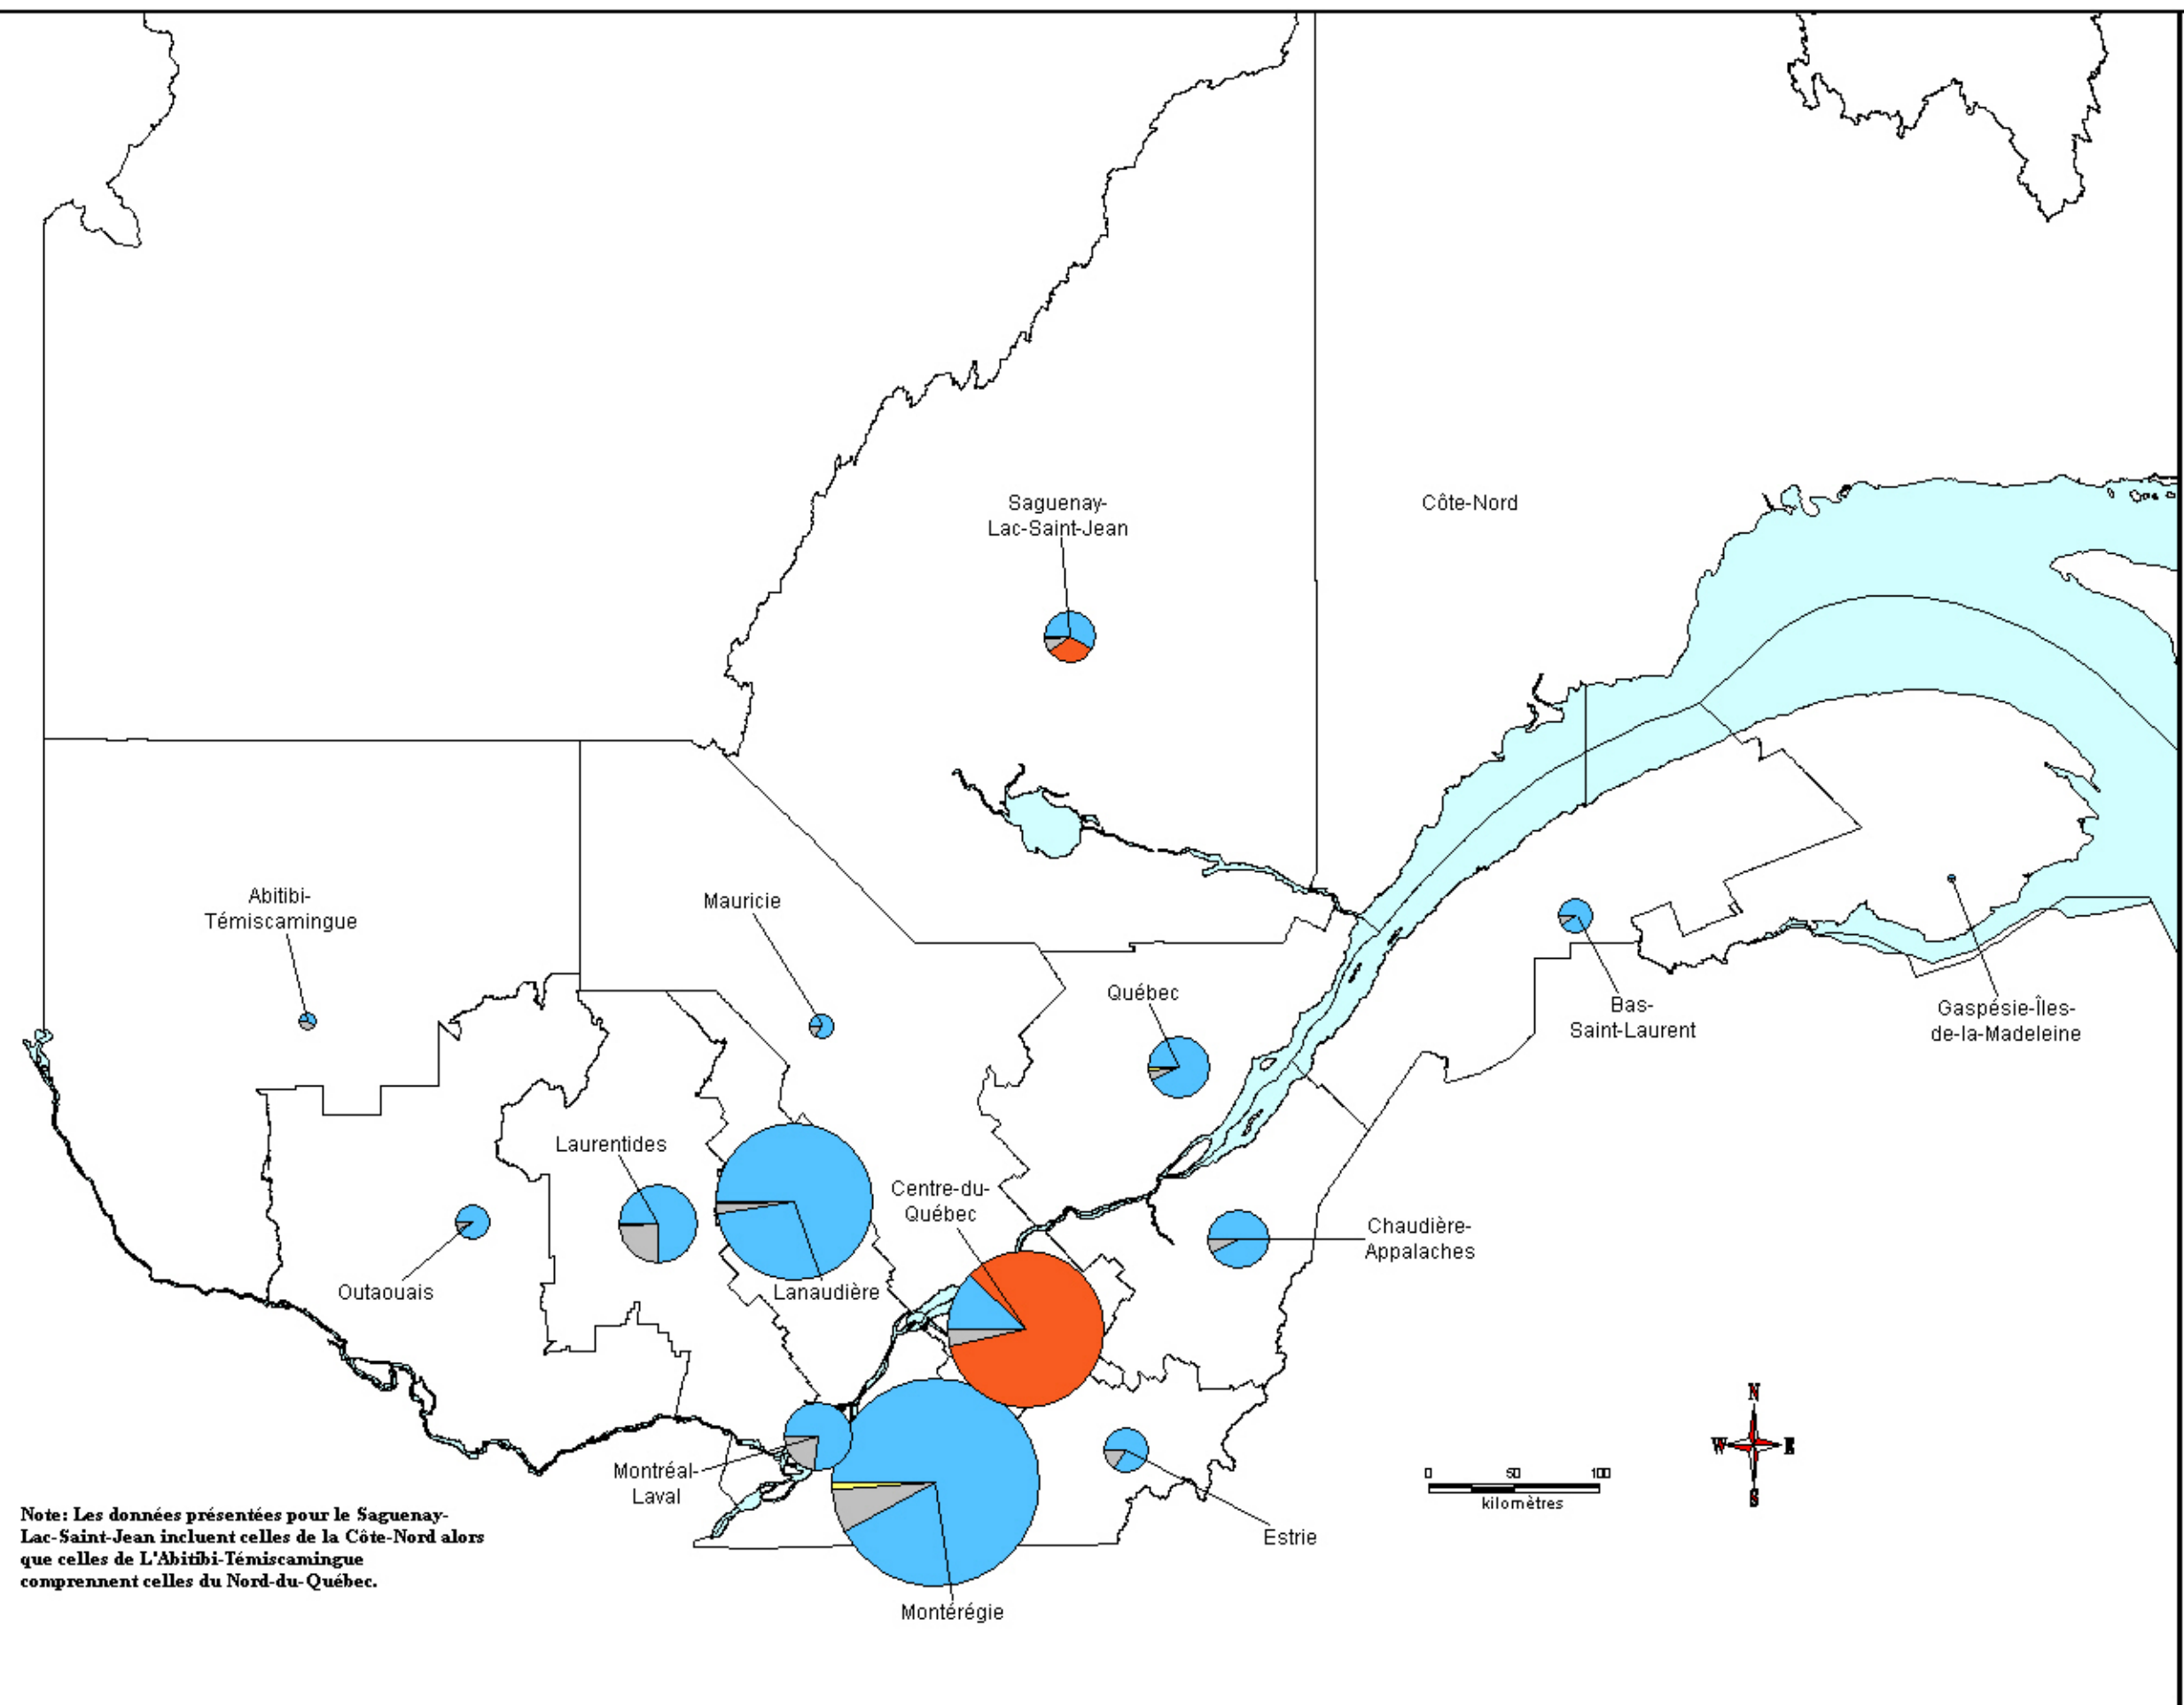 Saguenay-
Lac-Saint-Jean
Côte-Nord
Abitibi-
Témiscamingue
Mauricie
Québec
Bas-
Saint-Laurent
Gaspésie-Îles-
de-la-Madeleine
Laurentides
Centre-du-
Québec
Chaudière-
Appalaches
Outaouais
Lanaudière
Montréal-
Laval
Estrie
Montérégie
0 50 100
kilomètres
N
W E
S
Note: Les données présentées pour le Saguenay-
Lac-Saint-Jean incluent celles de la Côte-Nord alors
que celles de L'Abitibi-Témiscamingue
comprennent celles du Nord-du-Québec.